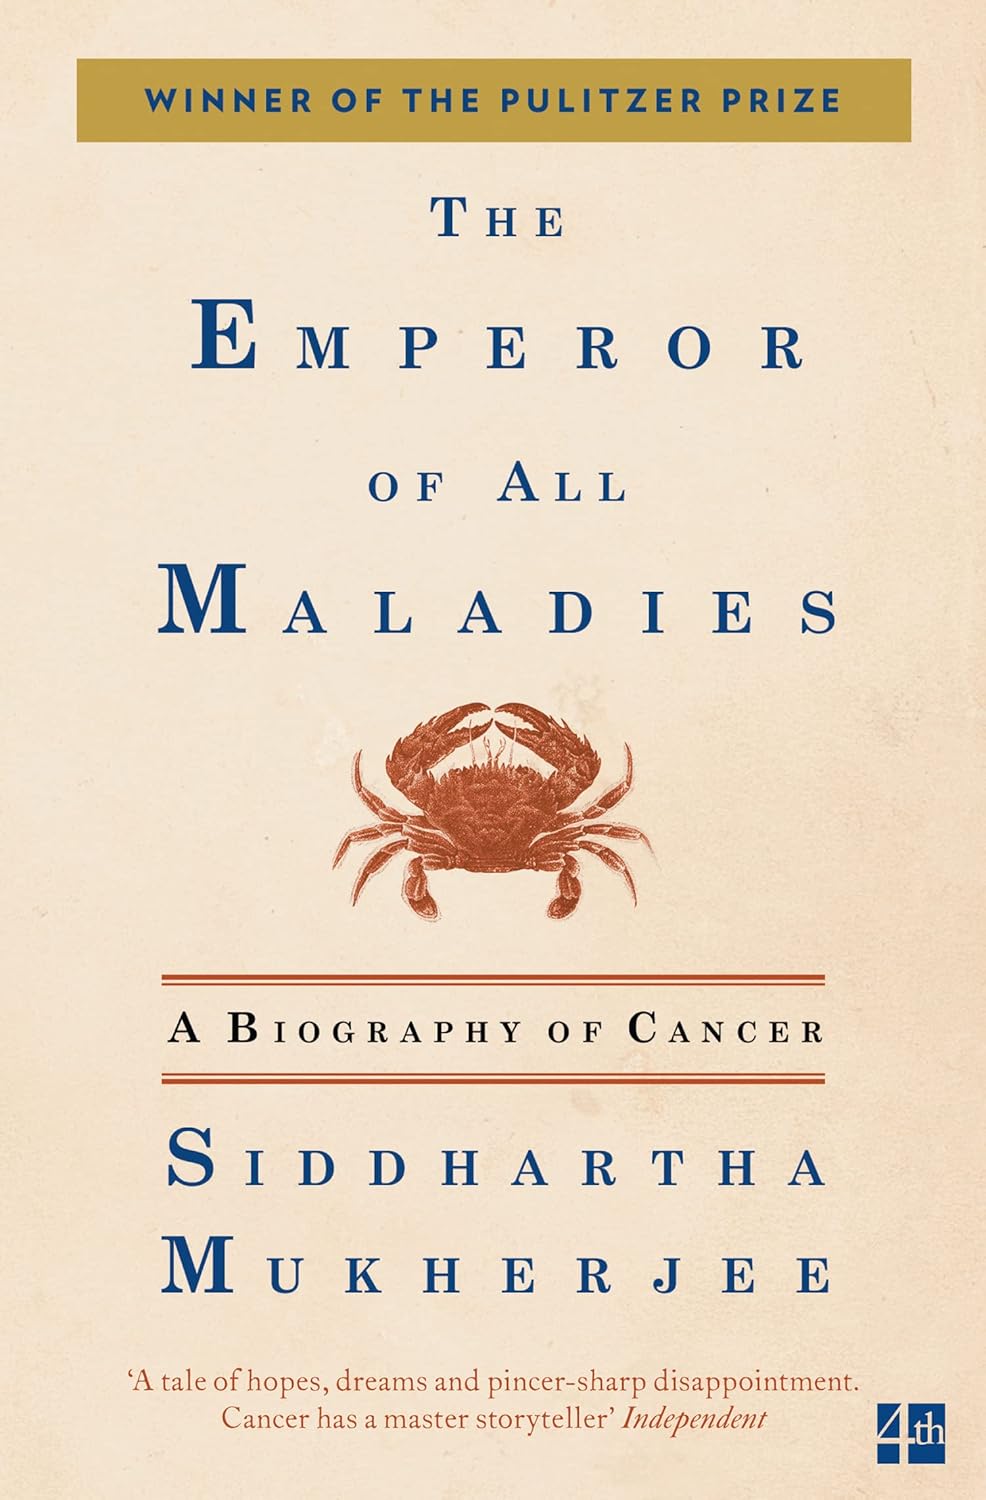 WINNER OF THE PULITZER PRIZE
THE
EMPEROR
OF ALL
MALADIES
A BIOGRAPHY OF CANCER
SIDDHARTHA
MUKHERJEE
‘A tale of hopes, dreams and pincer-sharp disappointment.
Cancer has a master storyteller’ Independent
4th